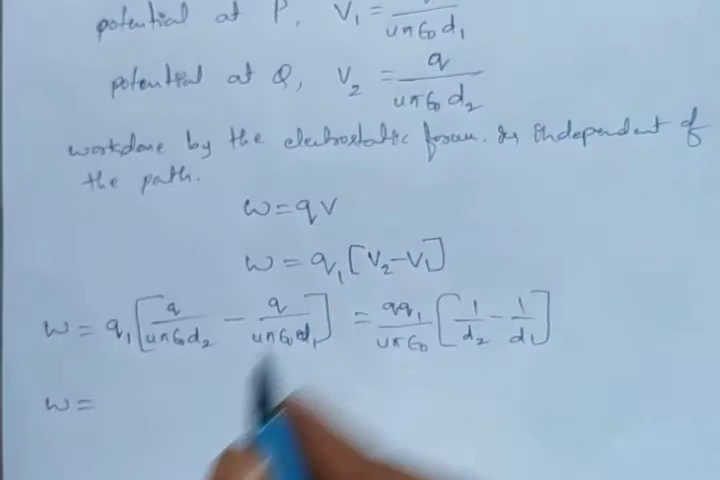 potential at P, V₁ = /4πε₀d₁
potential at Q, V₂ = q/4πε₀d₂
workdone by the electrostatic force is independent of
the path.
W = qV
W = q₁[V₂-V₁]
W = q₁[q/4πε₀d₂ - q/4πε₀d₁] = qq₁/4πε₀ [1/d₂ - 1/d₁]
W =